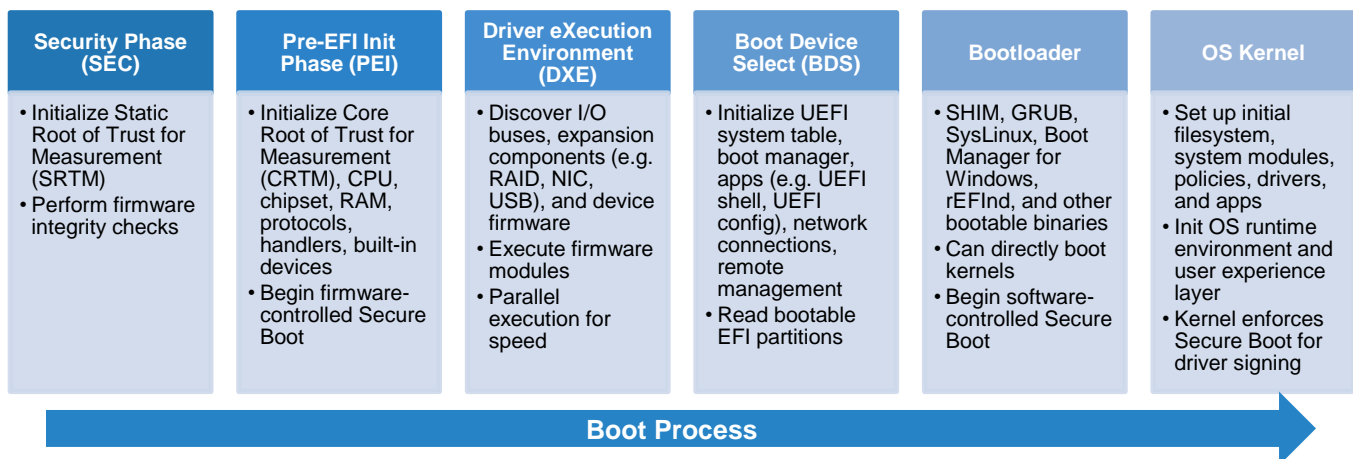 Security Phase
(SEC)
• Initialize Static
Root of Trust for
Measurement
(SRTM)
• Perform firmware
integrity checks
Pre-EFI Init
Phase (PEI)
• Initialize Core
Root of Trust for
Measurement
(CRTM), CPU,
chipset, RAM,
protocols,
handlers, built-in
devices
• Begin firmware-
controlled Secure
Boot
Driver eXecution
Environment
(DXE)
• Discover I/O
buses, expansion
components (e.g.
RAID, NIC,
USB), and device
firmware
• Execute firmware
modules
• Parallel
execution for
speed
Boot Device
Select (BDS)
• Initialize UEFI
system table,
boot manager,
apps (e.g. UEFI
shell, UEFI
config), network
connections,
remote
management
• Read bootable
EFI partitions
Bootloader
• SHIM, GRUB,
SysLinux, Boot
Manager for
Windows,
rEFInd, and other
bootable binaries
• Can directly boot
kernels
• Begin software-
controlled Secure
Boot
OS Kernel
• Set up initial
filesystem,
system modules,
policies, drivers,
and apps
• Init OS runtime
environment and
user experience
layer
• Kernel enforces
Secure Boot for
driver signing
Boot Process